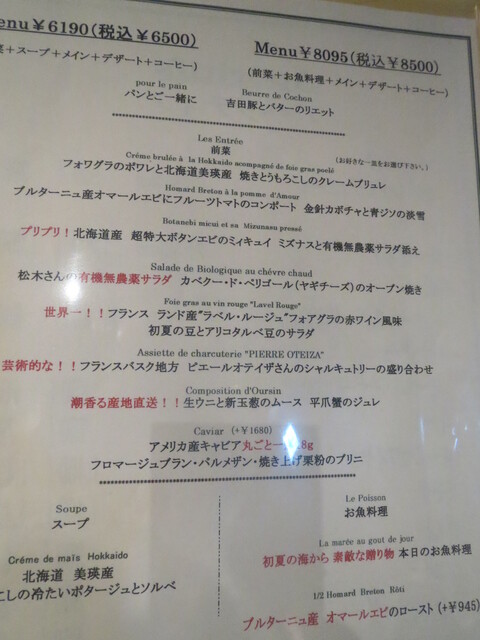 enu￥6190(税込￥6500)
Menu￥8095(税込￥8500)
＋スープ＋メイン＋デザート＋コーヒー)
(前菜＋お魚料理＋メイン＋デザート＋コーヒー)
pour le pain
パンとご一緒に
Beurre de Cochon
吉田豚とバターのリエット
Les Entrée
前菜
(お好きな一皿をお選び下さい。)
Créme brulée à la Hokkaido acompagné de foie gras poelé
フォワグラのポワレと北海道美瑛産 焼きとうもろこしのクレームブリュレ
Homard Breton à la pomme d'Amour
ブルターニュ産オマールエビにフルーツトマトのコンポート 金針カボチャと青ジソの淡雪
Botanebi micui et sa Mizunasu pressé
プリプリ！北海道産 超特大ボタンエビのミィキュイ ミズナスと有機無農薬サラダ添え
Salade de Biologique au chévre chaud
松木さんの有機無農薬サラダ カベクー・ド・ペリゴール(ヤギチーズ)のオーブン焼き
Foie gras au vin rouge "Lavel Rougs"
世界一！！フランス ランド産"ラベル・ルージュ"フォアグラの赤ワイン風味
初夏の豆とアリコタルベ豆のサラダ
Assiette de charcuterie "PIERRE OTEIZA"
芸術的な！！フランスバスク地方 ピエールオテイザさんのシャルキュトリーの盛り合わせ
Composition d'Oursin
潮香る産地直送！！生ウニと新玉葱のムース 平爪蟹のジュレ
Caviar (+￥1680)
アメリカ産キャビア丸ごと一 18g
フロマージュブラン・パルメザン・焼き上げ栗粉のブリニ
Soupe
スープ
Créme de maïs Hokkaido
北海道 美瑛産
こしの冷たいポタージュとソルベ
Le Poisson
お魚料理
La marée au gout de jour
初夏の海から 素敵な贈り物 本日のお魚料理
1/2 Homard Breton Rôti
ブルターニュ産 オマールエビのロースト(+￥945)